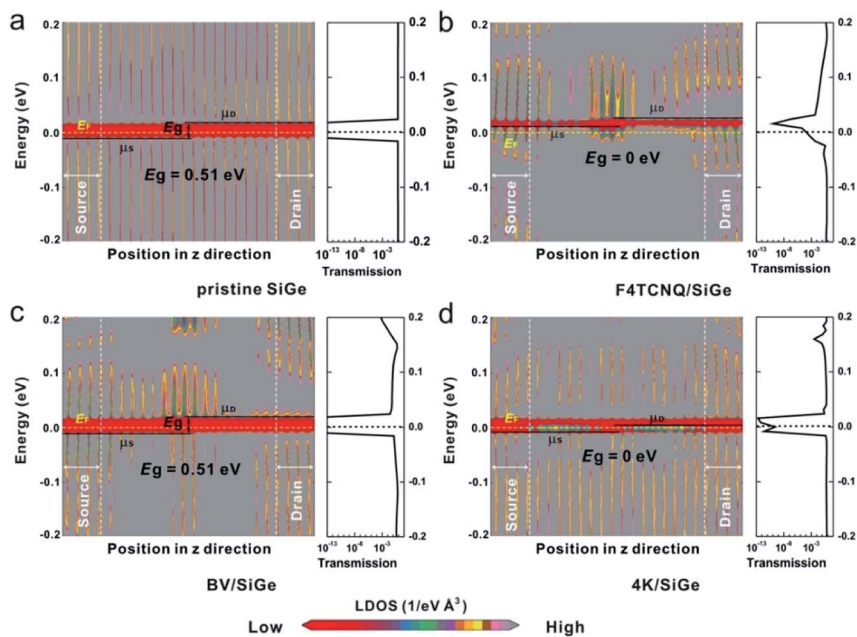 a
0.2
0.1
0.0
-0.1
-0.2
Energy (eV)
EF
Eg
μD
μs
Eg = 0.51 eV
Source
Drain
Position in z direction
0.2
0.1
0.0
-0.1
-0.2
10-13 10-8 10-3
Transmission
pristine SiGe
b
0.2
0.1
0.0
-0.1
-0.2
Energy (eV)
EF
μD
μs
Eg = 0 eV
Source
Drain
Position in z direction
0.2
0.1
0.0
-0.1
-0.2
10-13 10-8 10-3
Transmission
F4TCNQ/SiGe
c
0.2
0.1
0.0
0.1
-0.2
Energy (eV)
EF
Eg
μD
μs
Eg = 0.51 eV
Source
Drain
Position in z direction
0.2
0.1
0.0
-0.1
-0.2
10-13 10-8 10-3
Transmission
BV/SiGe
d
0.2
0.1
0.0
0.1
-0.2
Energy (eV)
EF
μD
μs
Eg = 0 eV
Source
Drain
Position in z direction
0.2
0.1
0.0
-0.1
-0.2
10-13 10-8 10-3
Transmission
4K/SiGe
LDOS (1/eV Å3)
Low High